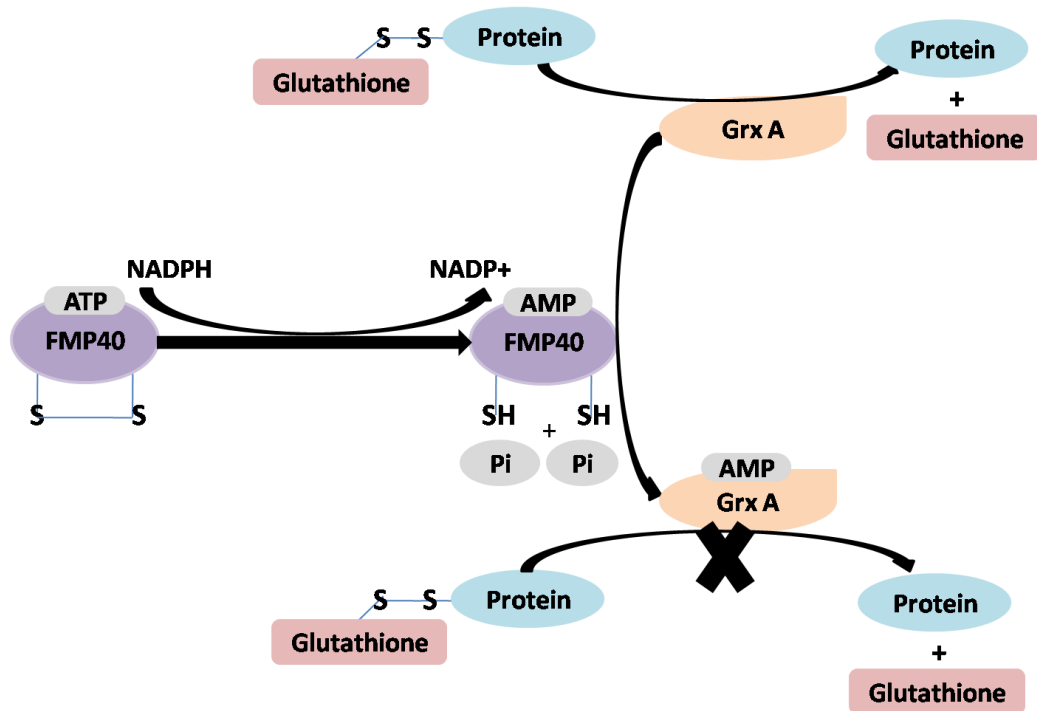 S S Protein
Glutathione
Protein
+
Glutathione
Grx A
NADPH
NADP+
ATP
FMP40
S S
AMP
FMP40
SH SH
+
Pi Pi
AMP
Grx A
S S Protein
Glutathione
Protein
+
Glutathione